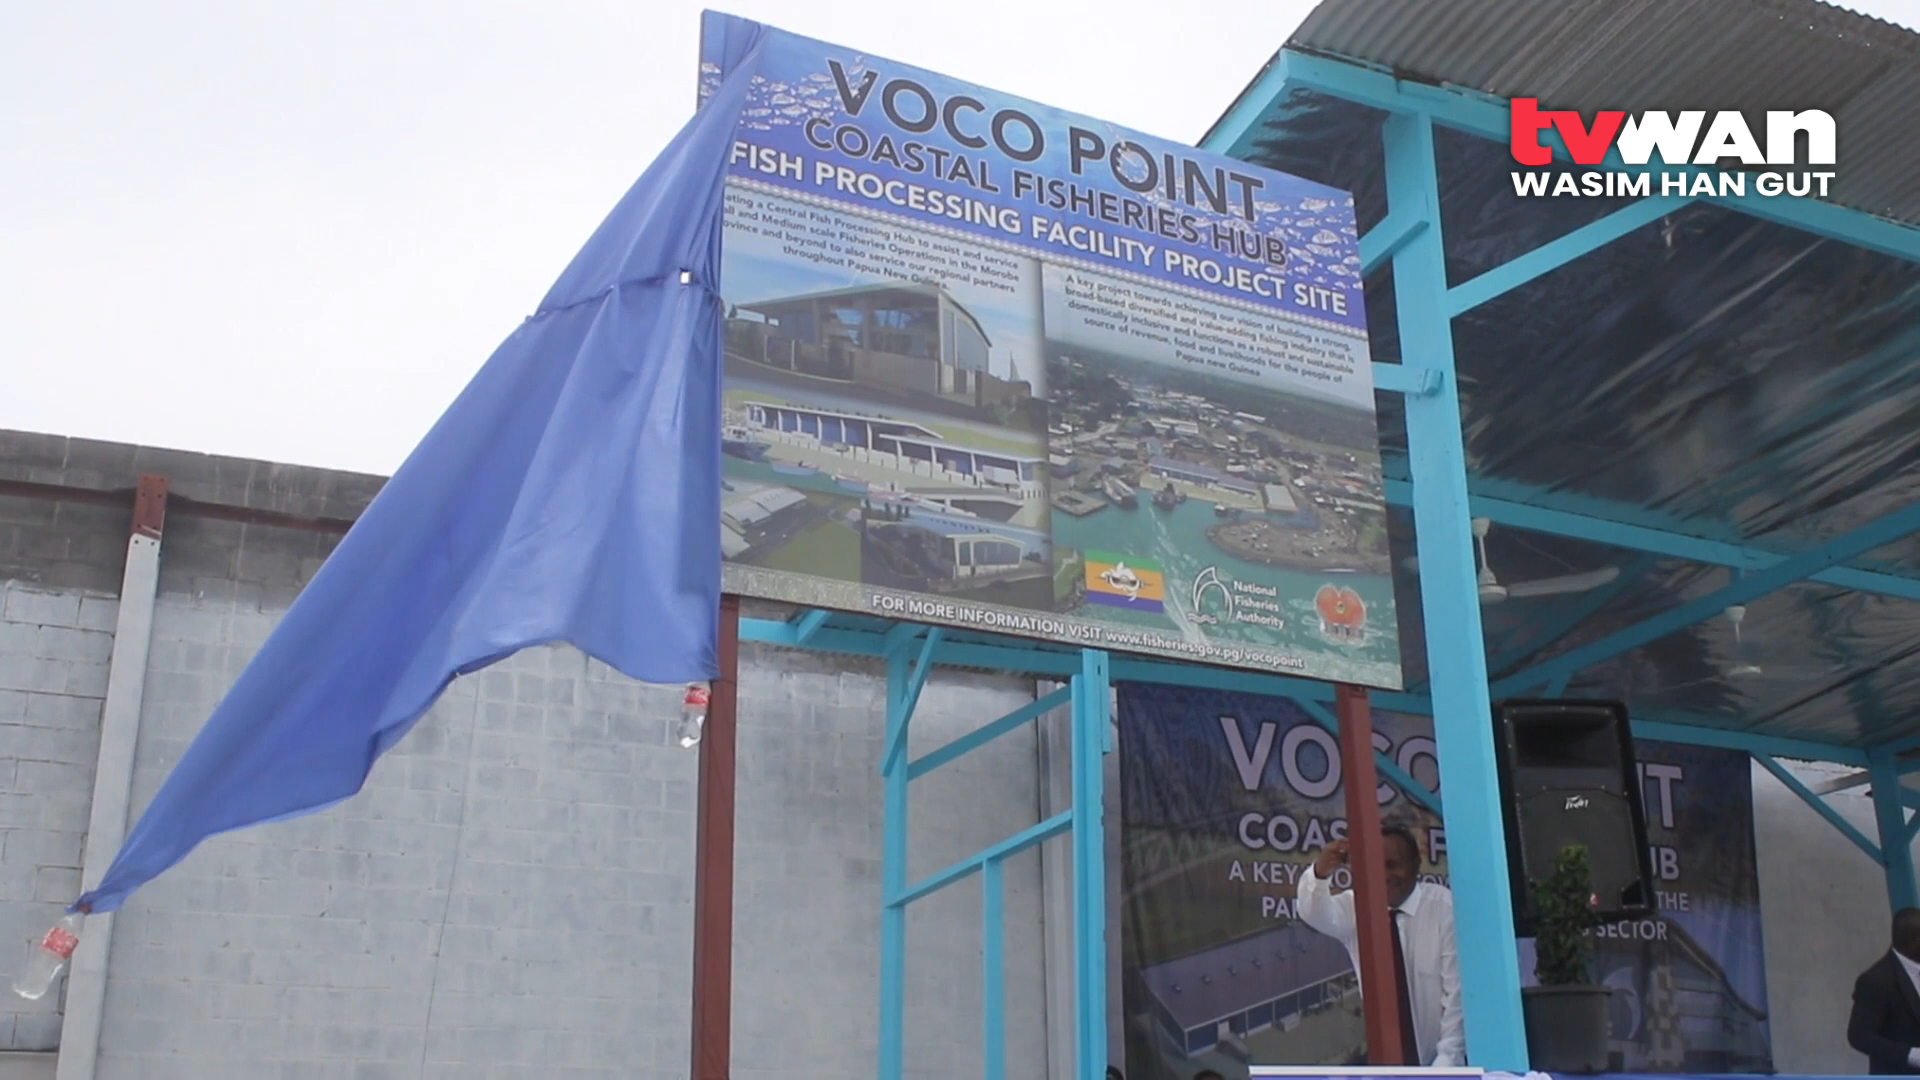 tvwan
WASIM HAN GUT
VOCO POINT
COASTAL FISHERIES HUB
FISH PROCESSING FACILITY PROJECT SITE
ating a Central Fish Processing Hub to assist and service
all and Medium scale Fisheries Operations in the Morobe
ovince and beyond to also service our regional partners
throughout Papua New Guinea.
A key project towards achieving our vision of building a strong,
broad-based diversified and value-adding fishing industry that is
domestically inclusive and functions as a robust and sustainable
source of revenue, food and livelihoods for the people of
Papua new Guinea
National
Fisheries
Authority
FOR MORE INFORMATION VISIT www.fisheries.gov.pg/vocopoint
VOCO
NT
COAS
F
UB
A KEY
THE
PA
SECTOR